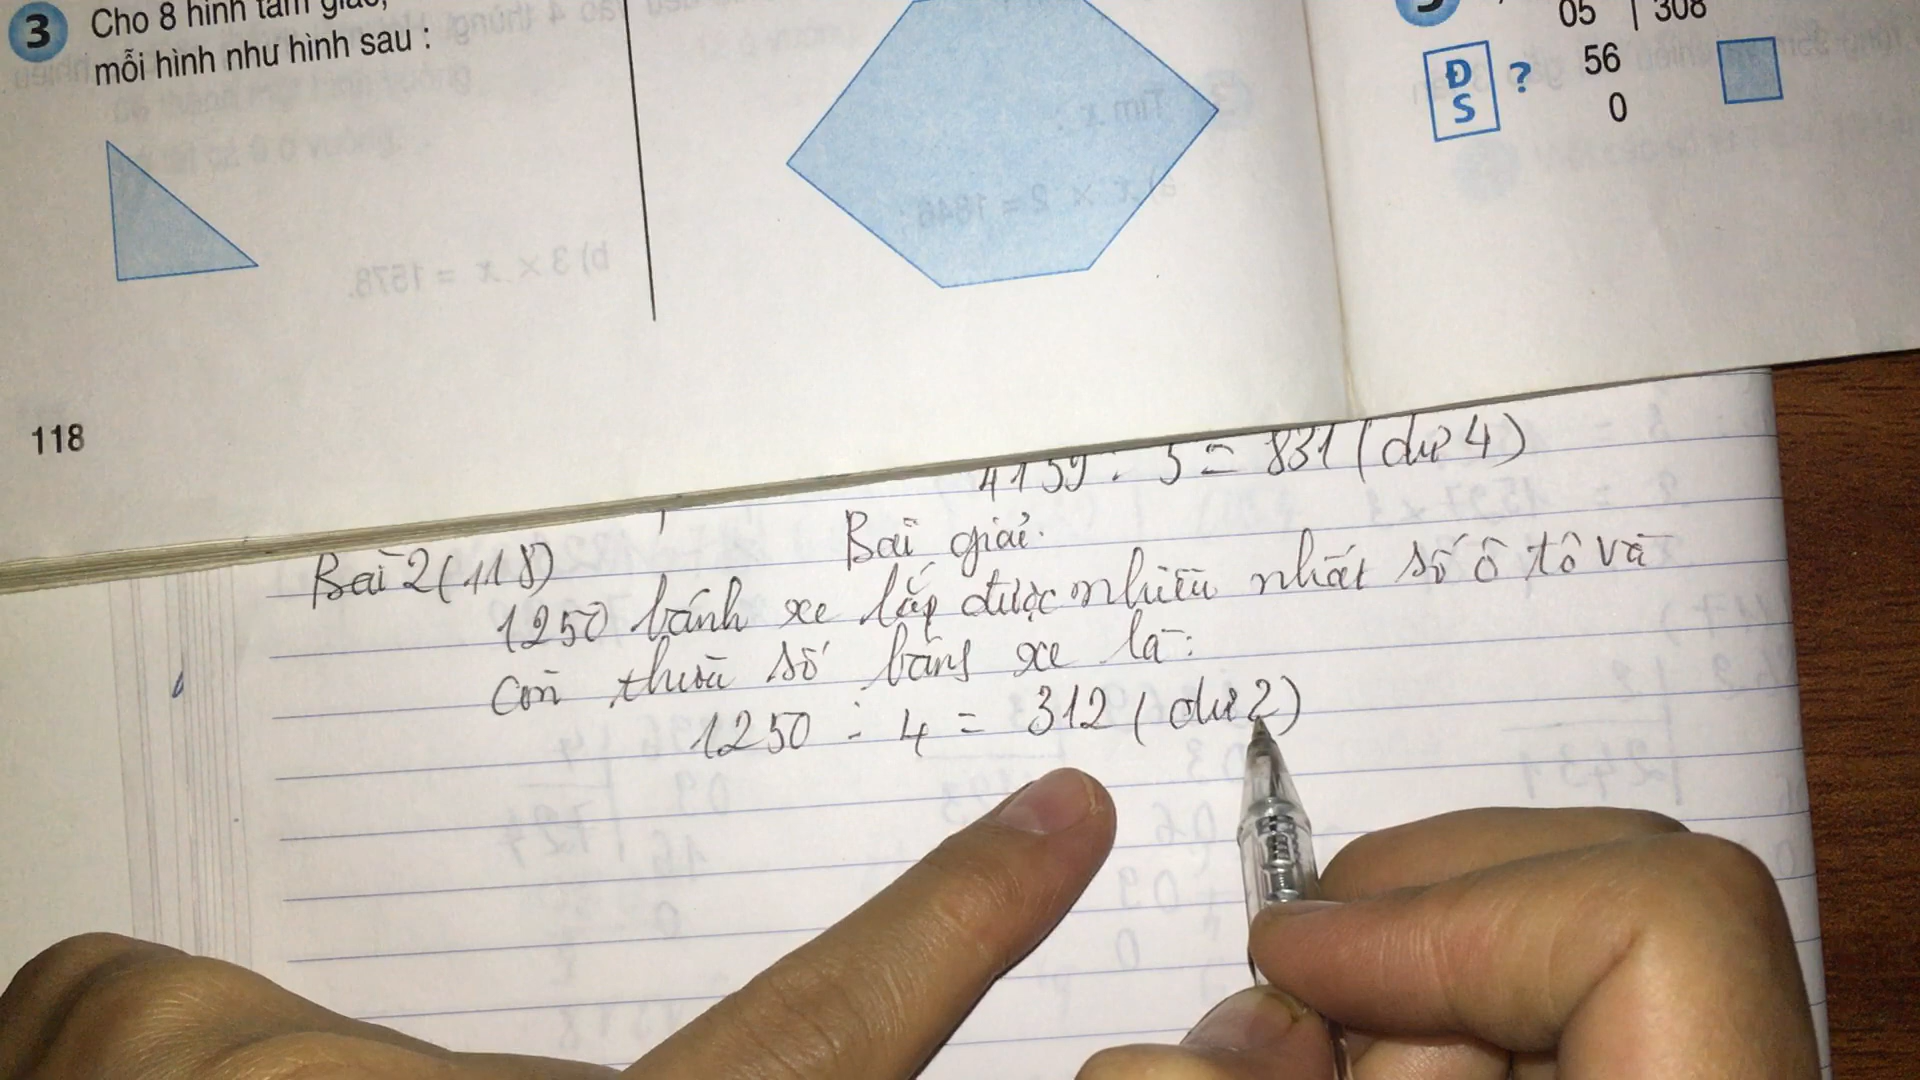 3 Cho 8 hình tam giác,
mỗi hình như hình sau :
05 | 308
Đ
S
?
56
0
118
4159 : 5 = 831 (dư 4)
Bài giải.
Bài 2 (118)
1250 bánh xe lắp được nhiều nhất số ô tô và
còn thừa số bánh xe là:
1250 : 4 = 312 (dư 2)